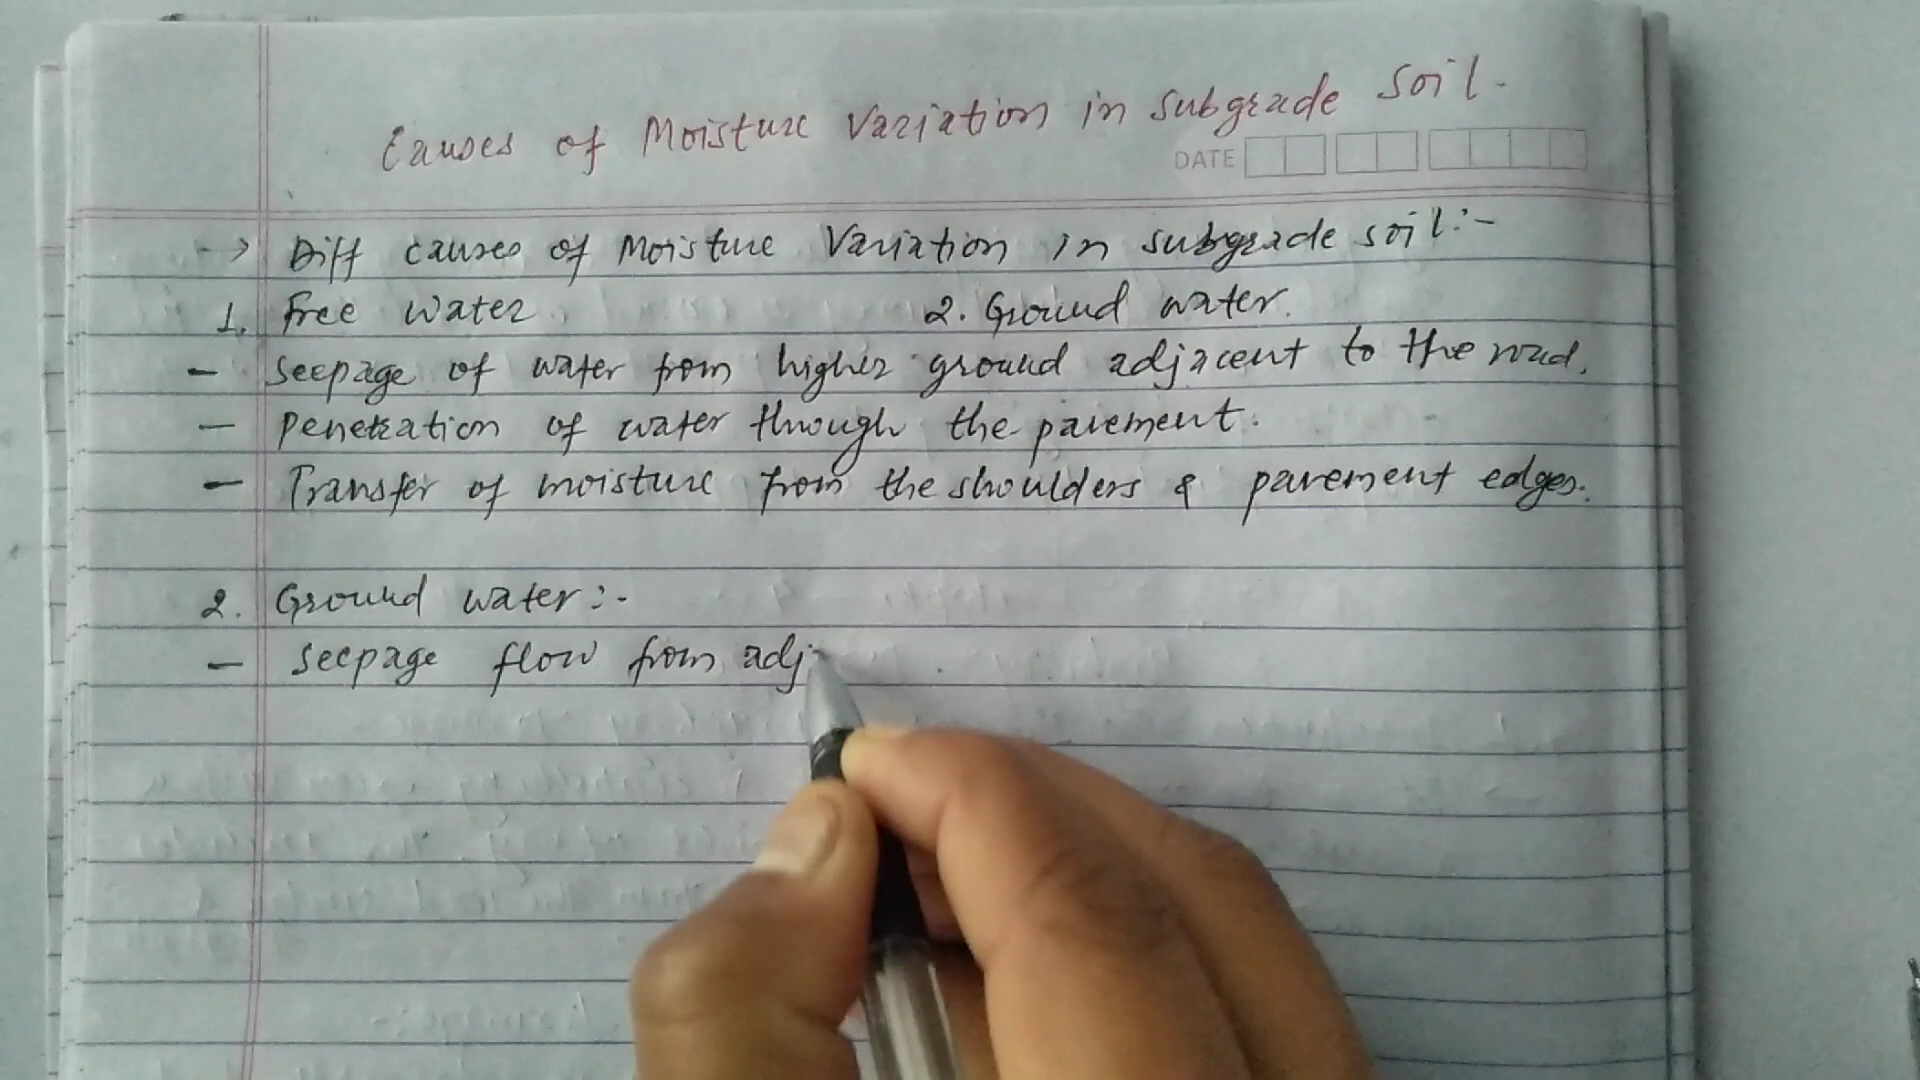 Causes of Moisture Variation in subgrade soil.
DATE
-> Diff causes of Moisture Variation in subgrade soil:-
1. Free water 2. Ground water.
- Seepage of water from higher ground adjacent to the road.
- penetration of water through the pavement.
- Transfer of moisture from the shoulders & pavement edges.
2. Ground water:-
- Seepage flow from adj